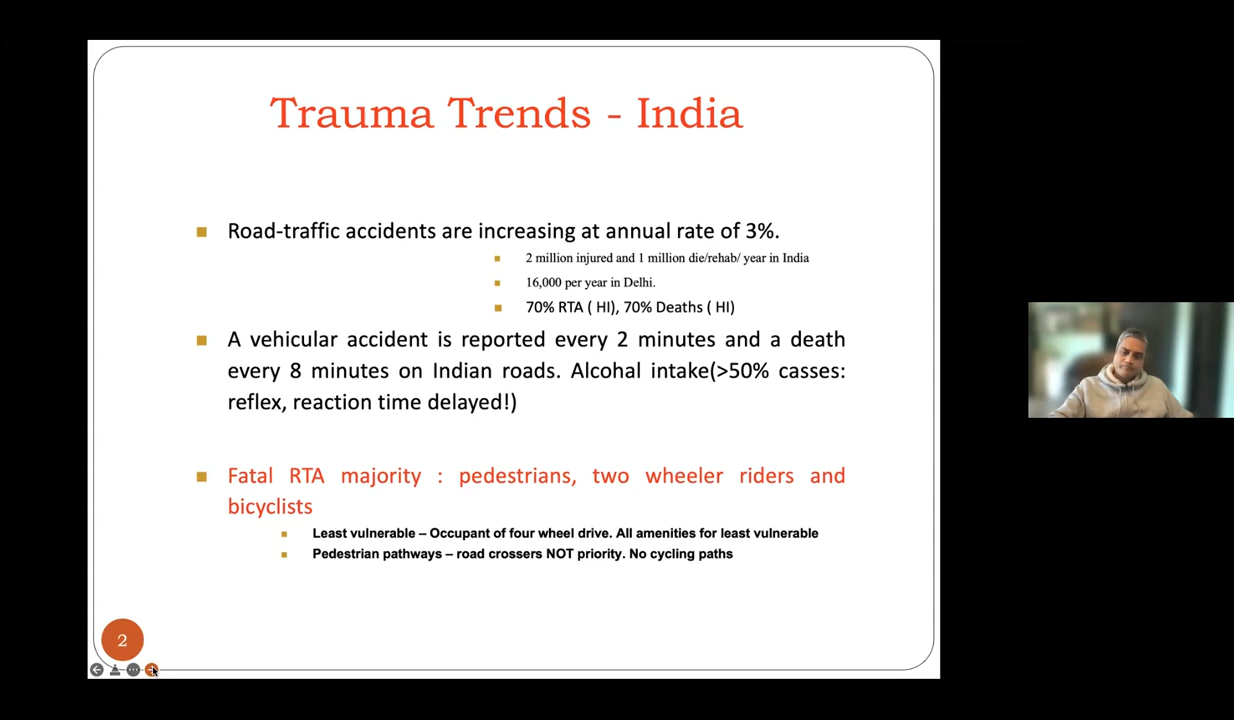 Trauma Trends - India
Road-traffic accidents are increasing at annual rate of 3%.
2 million injured and 1 million die/rehab/ year in India
16,000 per year in Delhi.
70% RTA ( HI), 70% Deaths ( HI)
A vehicular accident is reported every 2 minutes and a death
every 8 minutes on Indian roads. Alcohal intake(>50% casses:
reflex, reaction time delayed!)
Fatal RTA majority : pedestrians, two wheeler riders and
bicyclists
Least vulnerable – Occupant of four wheel drive. All amenities for least vulnerable
Pedestrian pathways – road crossers NOT priority. No cycling paths
2